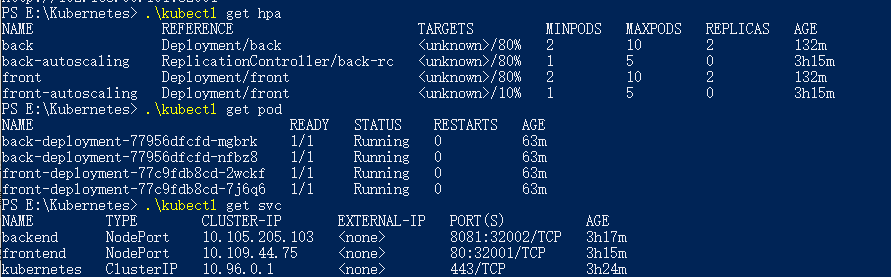 PS E:\Kubernetes> .\kubectl get hpa
NAME REFERENCE TARGETS MINPODS MAXPODS REPLICAS AGE
back Deployment/back <unknown>/80% 2 10 2 132m
back-autoscaling ReplicationController/back-rc <unknown>/80% 1 5 0 3h15m
front Deployment/front <unknown>/80% 2 10 2 132m
front-autoscaling Deployment/front <unknown>/10% 1 5 0 3h15m
PS E:\Kubernetes> .\kubectl get pod
NAME READY STATUS RESTARTS AGE
back-deployment-77956dfcfd-mgbrk 1/1 Running 0 63m
back-deployment-77956dfcfd-nfbz8 1/1 Running 0 63m
front-deployment-77c9fdb8cd-2wckf 1/1 Running 0 63m
front-deployment-77c9fdb8cd-7j6q6 1/1 Running 0 63m
PS E:\Kubernetes> .\kubectl get svc
NAME TYPE CLUSTER-IP EXTERNAL-IP PORT(S) AGE
backend NodePort 10.105.205.103 <none> 8081:32002/TCP 3h17m
frontend NodePort 10.109.44.75 <none> 80:32001/TCP 3h15m
kubernetes ClusterIP 10.96.0.1 <none> 443/TCP 3h24m